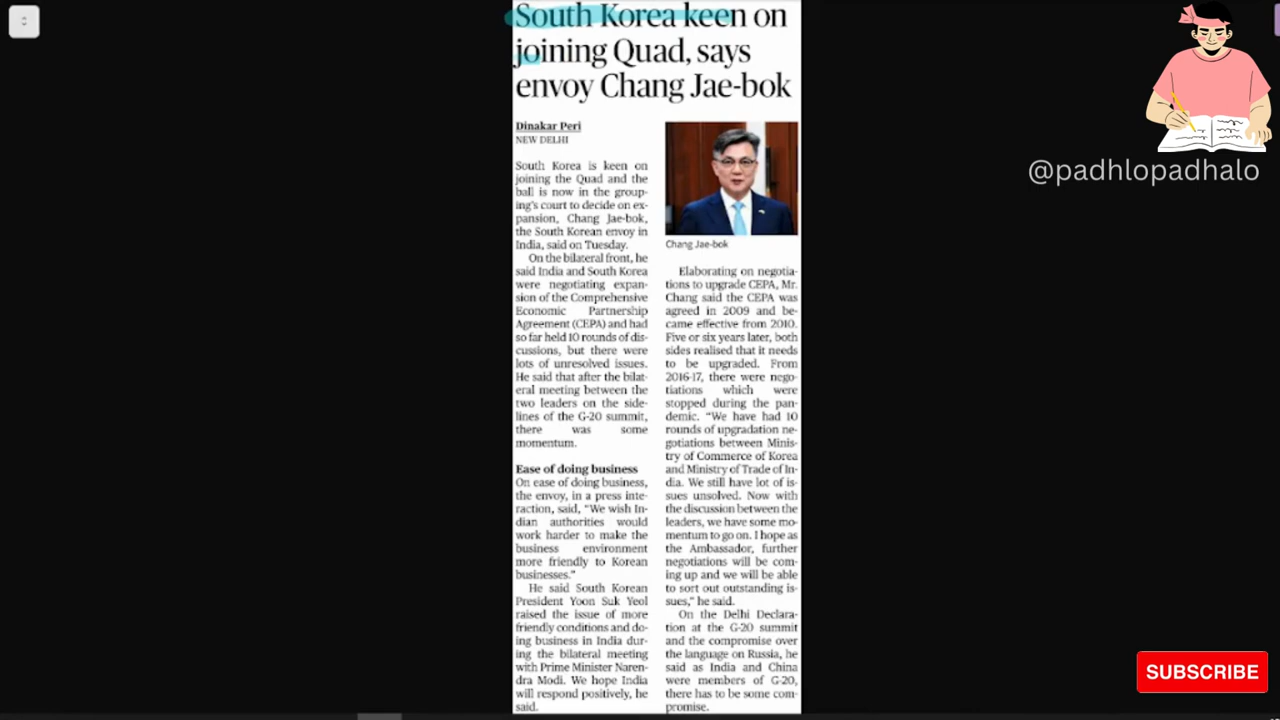 South Korea keen on
joining Quad, says
envoy Chang Jae-bok
Dinakar Peri
NEW DELHI
South Korea is keen on
joining the Quad and the
ball is now in the group-
ing's court to decide on ex-
pansion, Chang Jae-bok,
the South Korean envoy in
India, said on Tuesday.
On the bilateral front, he
said India and South Korea
were negotiating expan-
sion of the Comprehensive
Economic Partnership
Agreement (CEPA) and had
so far held 10 rounds of dis-
cussions, but there were
lots of unresolved issues.
He said that after the bilat-
eral meeting between the
two leaders on the side-
lines of the G-20 summit,
there was some
momentum.
Ease of doing business
On ease of doing business,
the envoy, in a press inte-
raction, said, "We wish In-
dian authorities would
work harder to make the
business environment
more friendly to Korean
businesses."
He said South Korean
President Yoon Suk Yeol
raised the issue of more
friendly conditions and do-
ing business in India dur-
ing the bilateral meeting
with Prime Minister Naren-
dra Modi. We hope India
will respond positively, he
said.
Chang Jae-bok
Elaborating on negotia-
tions to upgrade CEPA, Mr.
Chang said the CEPA was
agreed in 2009 and be-
came effective from 2010.
Five or six years later, both
sides realised that it needs
to be upgraded. From
2016-17, there were nego-
tiations which were
stopped during the pan-
demic. "We have had 10
rounds of upgradation ne-
gotiations between Minis-
try of Commerce of Korea
and Ministry of Trade of In-
dia. We still have lot of is-
sues unsolved. Now with
the discussion between the
leaders, we have some mo-
mentum to go on. I hope as
the Ambassador, further
negotiations will be com-
ing up and we will be able
to sort out outstanding is-
sues," he said.
On the Delhi Declara-
tion at the G-20 summit
and the compromise over
the language on Russia, he
said as India and China
were members of G-20,
there has to be some com-
promise.
@padhlopadhalo
SUBSCRIBE